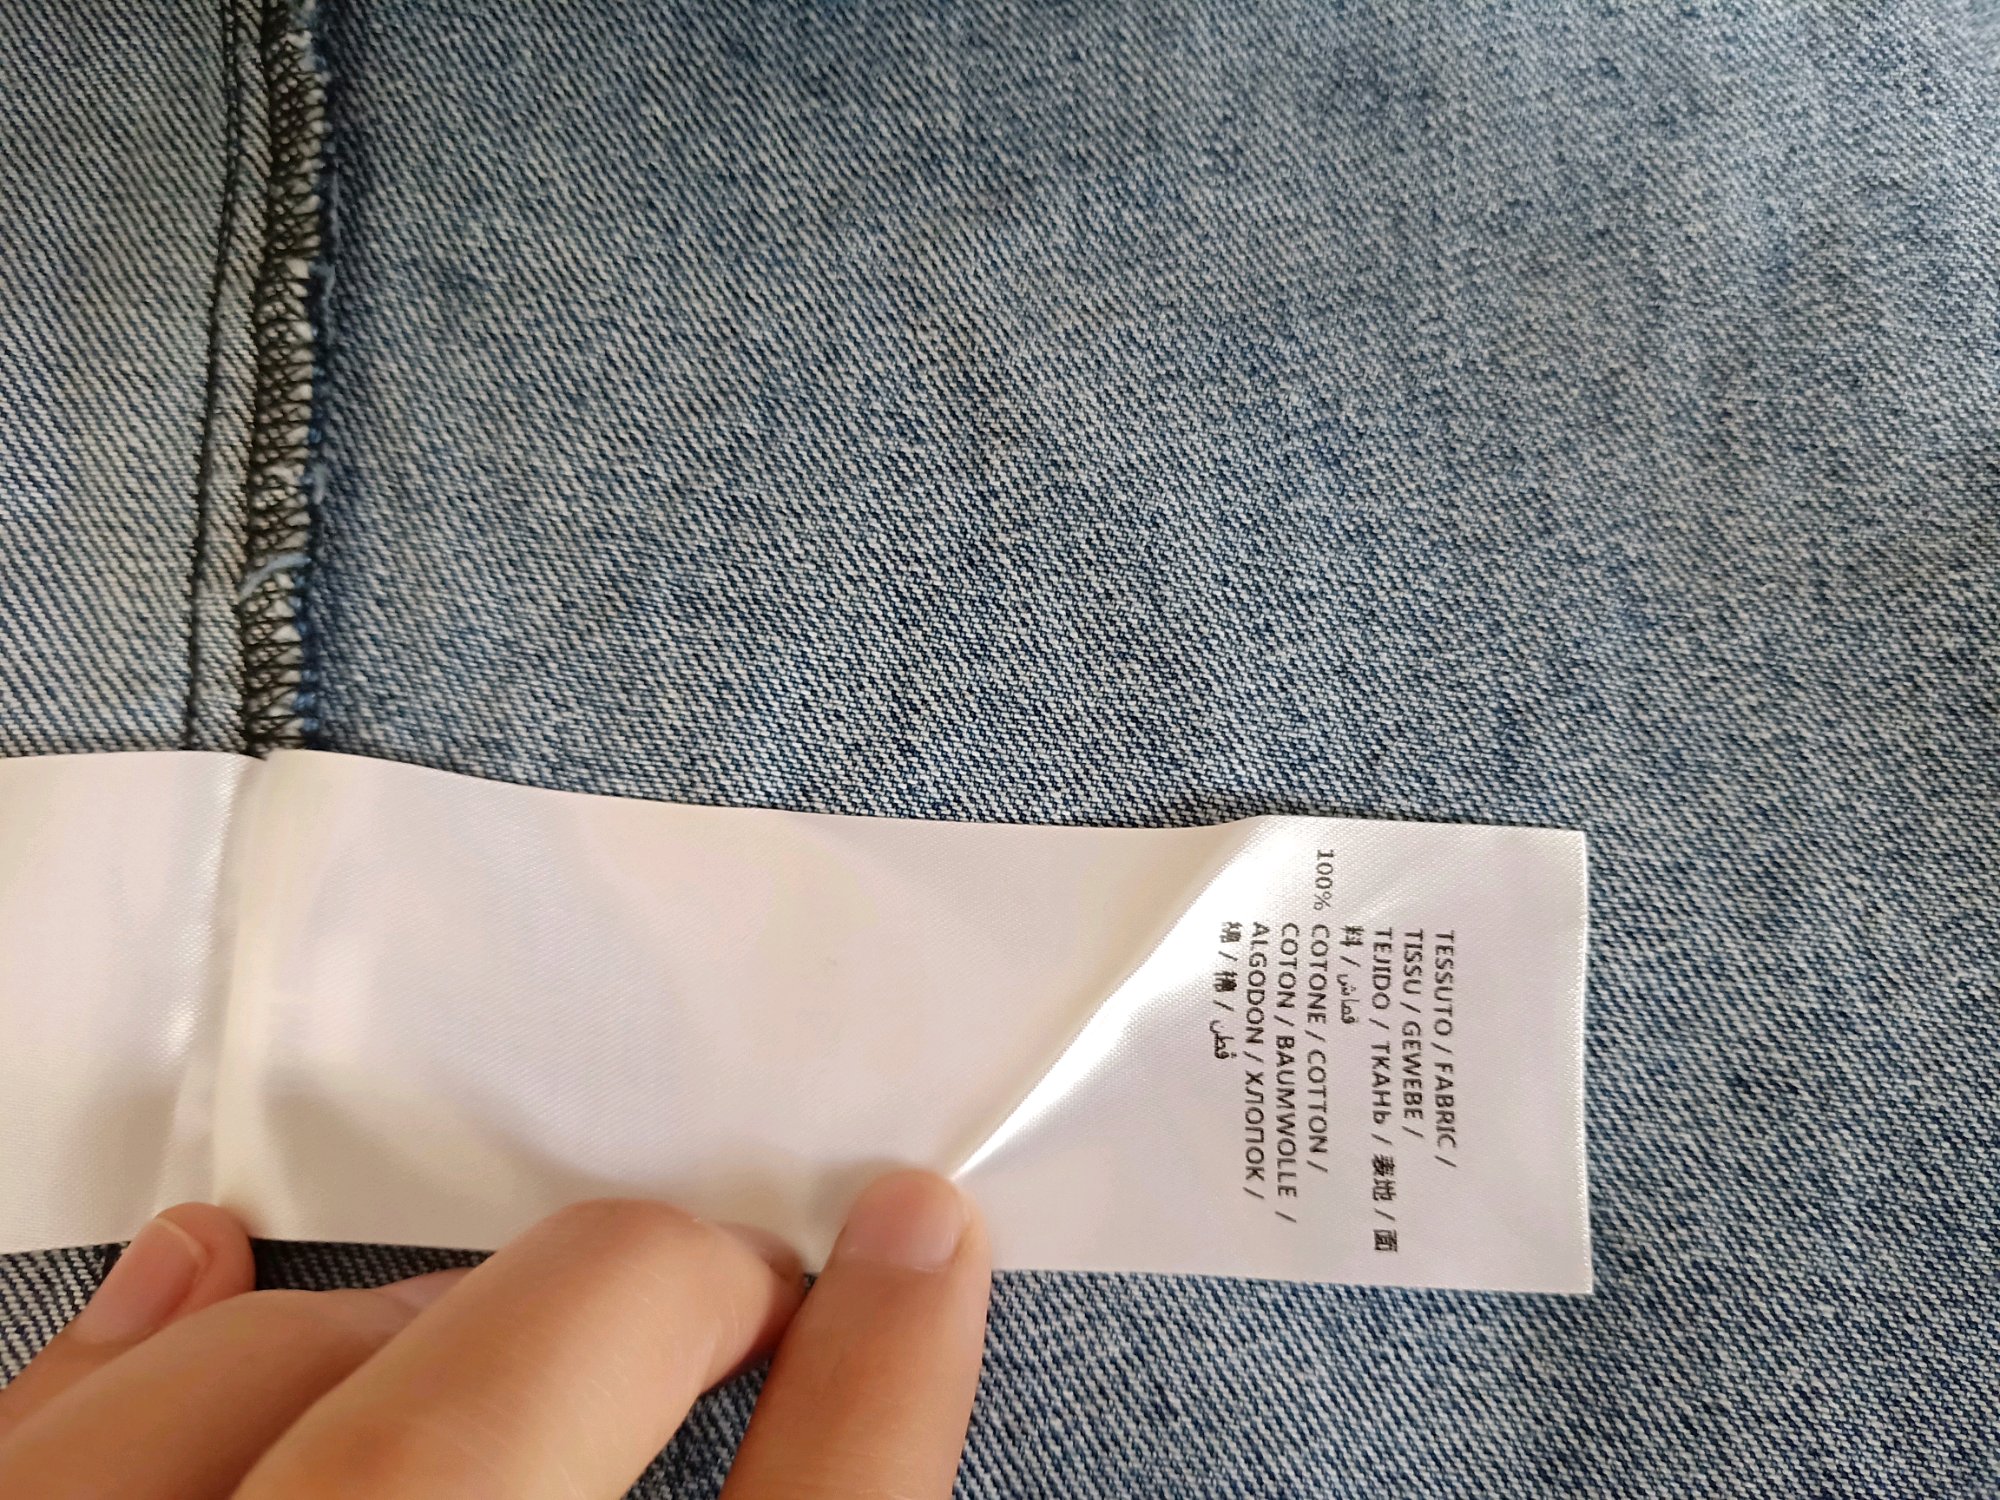 TESSUTO / FABRIC /
TISSU / GEWEBE /
TEJIDO / ТКАНЬ / 表地 / 面
料 / قماش
100% COTONE / COTTON /
COTON / BAUMWOLLE /
ALGODON / ХЛОПОК /
棉 / 棉 / قطن